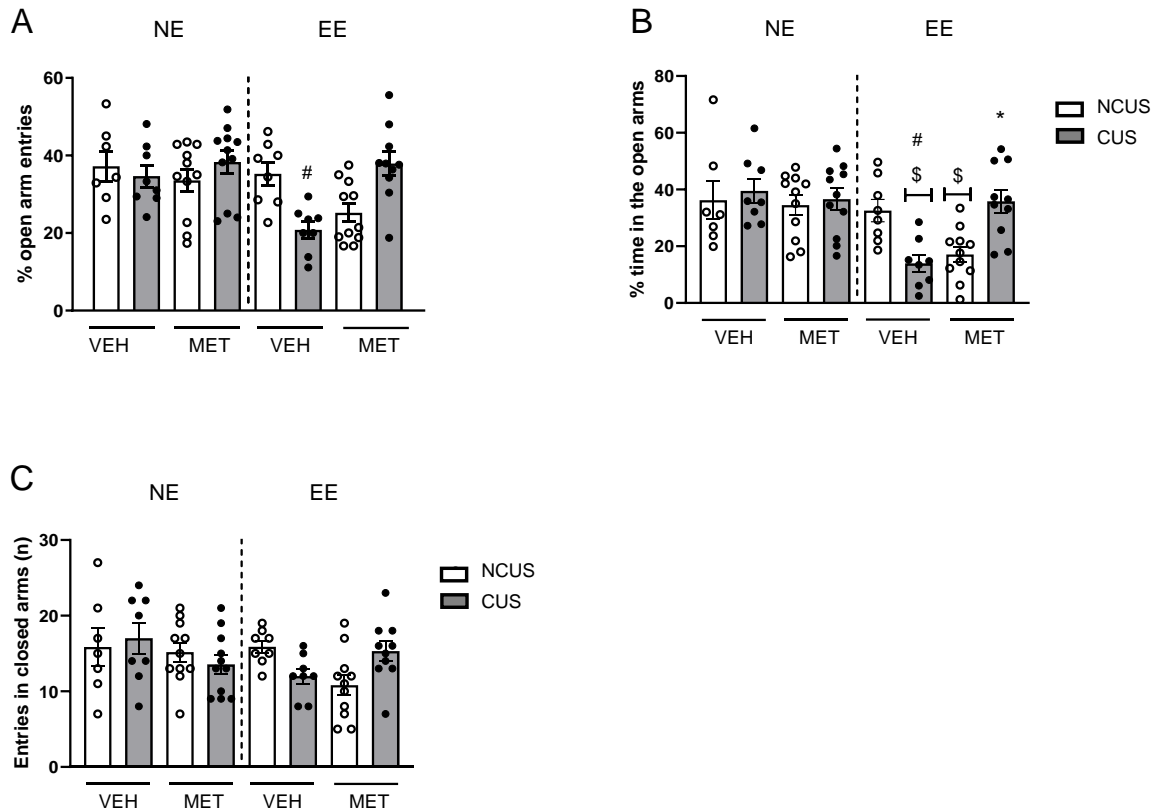 A
NE
EE
% open arm entries
60
40
20
0
#
VEH
MET
VEH
MET
B
NE
EE
% time in the open arms
80
60
40
20
0
#
$
$
*
VEH
MET
VEH
MET
NCUS
CUS
C
NE
EE
Entries in closed arms (n)
30
20
10
0
VEH
MET
VEH
MET
NCUS
CUS